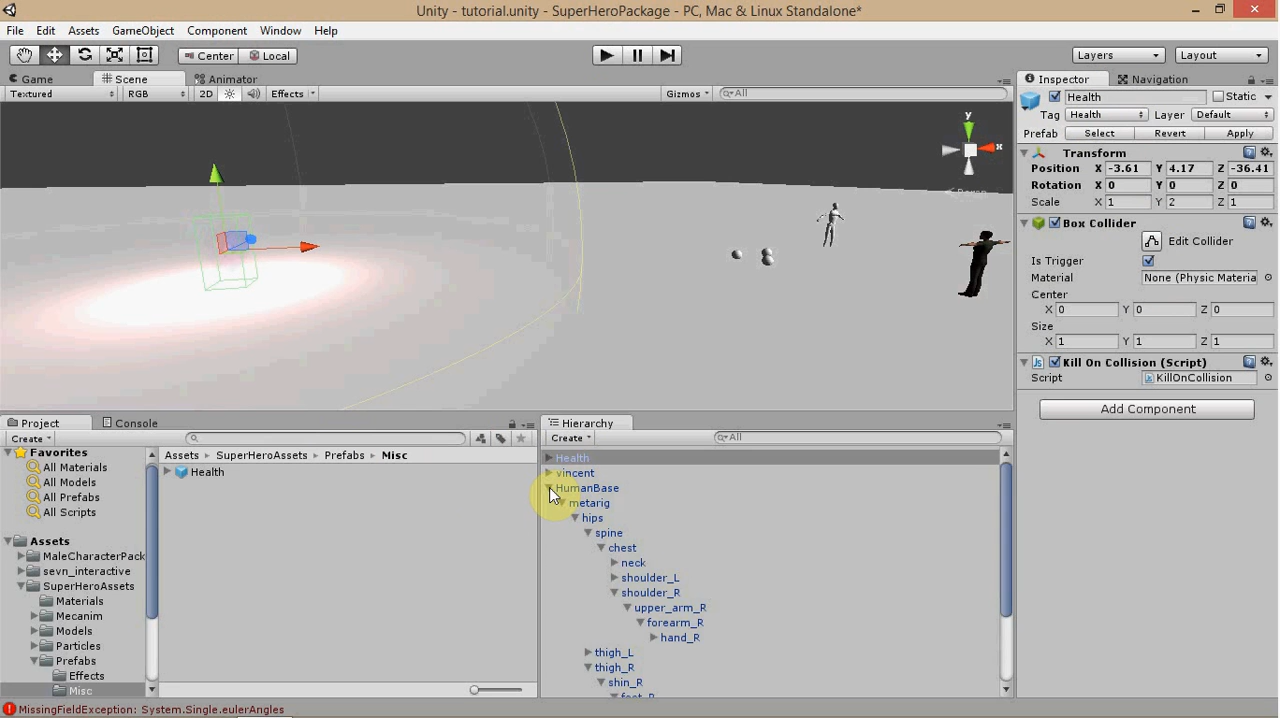 Unity - tutorial.unity - SuperHeroPackage - PC, Mac & Linux Standalone*
File Edit Assets GameObject Component Window Help
Center Local Layers Layout
Game Scene Animator Inspector Navigation
Textured RGB 2D Effects Gizmos All
Health Static
Tag Health Layer Default
Prefab Select Revert Apply
Transform
Position X -3.61 Y 4.17 Z -36.41
Rotation X 0 Y 0 Z 0
Scale X 1 Y 2 Z 1
Box Collider
Edit Collider
Is Trigger
Material None (Physic Materia
Center
X 0 Y 0 Z 0
Size
X 1 Y 1 Z 1
Kill On Collision (Script)
Script KillOnCollision
Add Component
y
x
Persp
Project Console
Create
Favorites
All Materials
All Models
All Prefabs
All Scripts
Assets
MaleCharacterPack
sevn_interactive
SuperHeroAssets
Materials
Mecanim
Models
Particles
Prefabs
Effects
Misc
Assets SuperHeroAssets Prefabs Misc
Health
Hierarchy
Create All
Health
vincent
HumanBase
metarig
hips
spine
chest
neck
shoulder_L
shoulder_R
upper_arm_R
forearm_R
hand_R
thigh_L
thigh_R
shin_R
foot_R
MissingFieldException: System.Single.eulerAngles